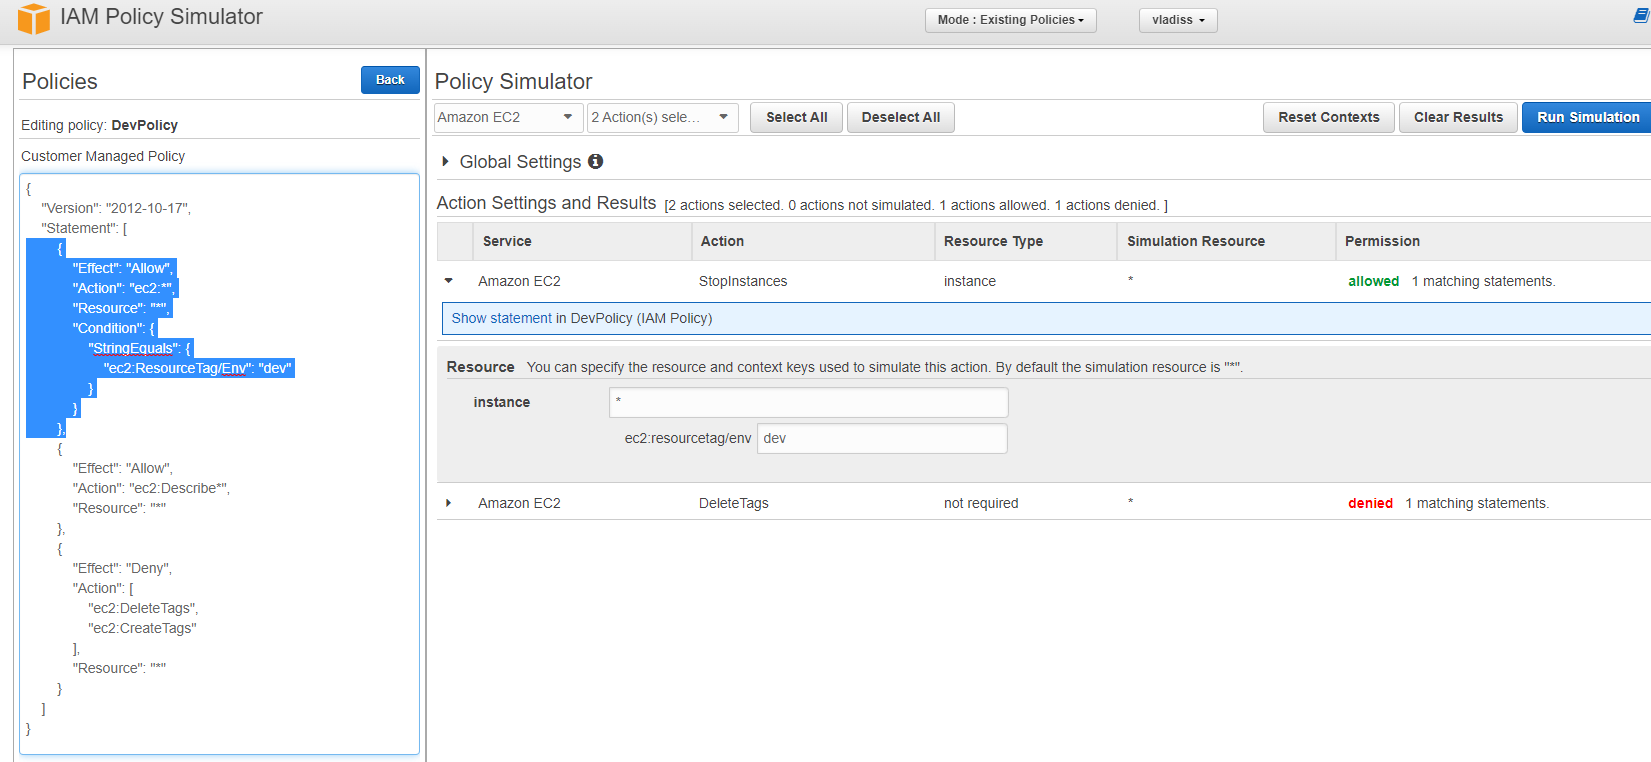 IAM Policy Simulator
Mode : Existing Policies
vladiss
Policies
Back
Editing policy: DevPolicy
Customer Managed Policy
{
"Version": "2012-10-17",
"Statement": [
{
"Effect": "Allow",
"Action": "ec2:*",
"Resource": "*",
"Condition": {
"StringEquals": {
"ec2:ResourceTag/Env": "dev"
}
}
},
{
"Effect": "Allow",
"Action": "ec2:Describe*",
"Resource": "*"
},
{
"Effect": "Deny",
"Action": [
"ec2:DeleteTags",
"ec2:CreateTags"
],
"Resource": "*"
}
]
}
Policy Simulator
Amazon EC2 2 Action(s) sele... Select All Deselect All Reset Contexts Clear Results Run Simulation
Global Settings
Action Settings and Results [2 actions selected. 0 actions not simulated. 1 actions allowed. 1 actions denied. ]
Service Action Resource Type Simulation Resource Permission
Amazon EC2 StopInstances instance * allowed 1 matching statements.
Show statement in DevPolicy (IAM Policy)
Resource You can specify the resource and context keys used to simulate this action. By default the simulation resource is "*".
instance *
ec2:resourcetag/env dev
Amazon EC2 DeleteTags not required * denied 1 matching statements.